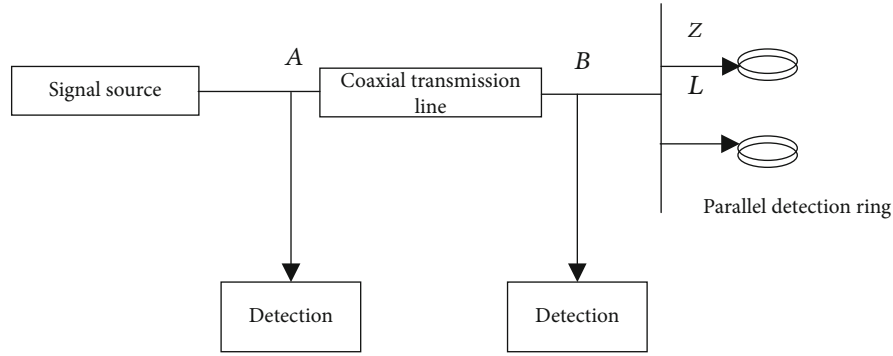 Signal source
A
Coaxial transmission
line
B
Z
L
Parallel detection ring
Detection
Detection